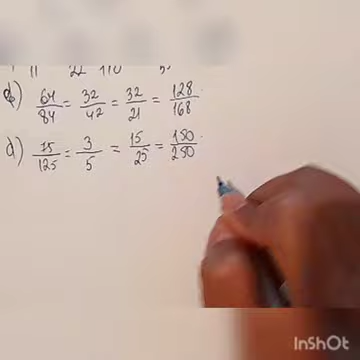 c) 64/84 = 32/42 = 32/21 = 128/168
d) 15/125 = 3/5 = 15/25 = 150/250
InShOt